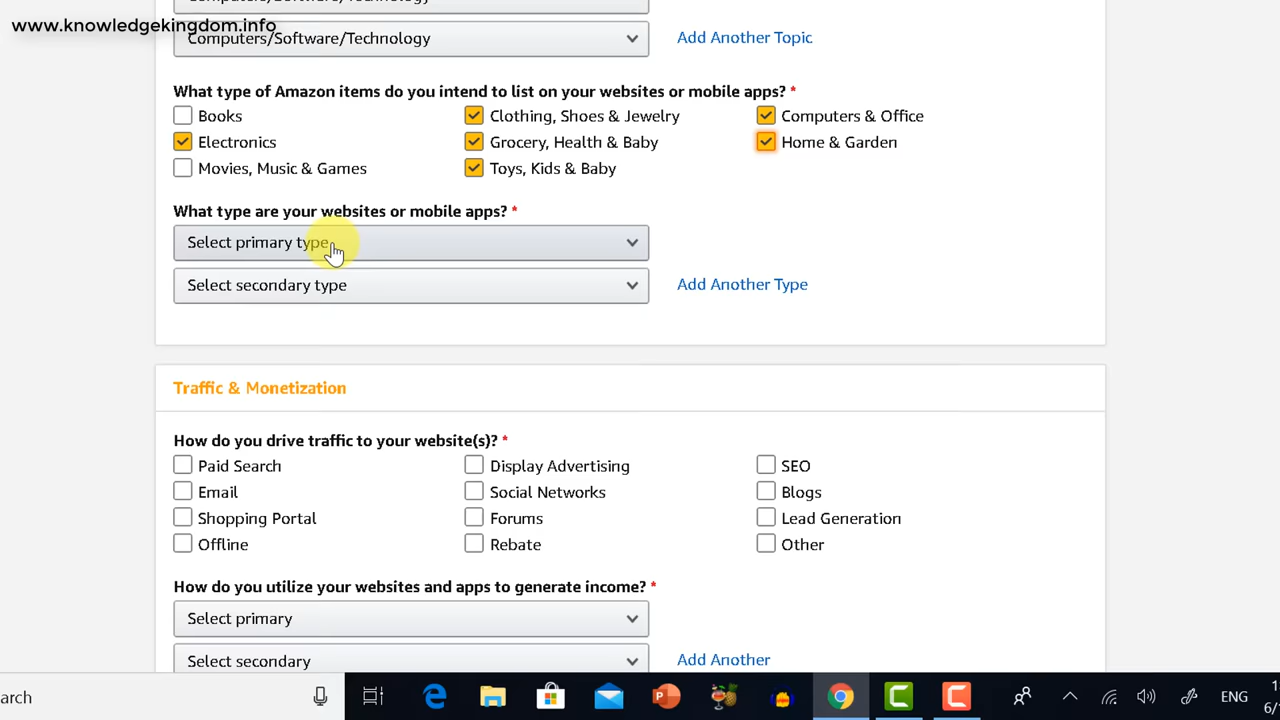 www.knowledgekingdom.info
Computers/Software/Technology
Add Another Topic
What type of Amazon items do you intend to list on your websites or mobile apps? *
Books
Clothing, Shoes & Jewelry
Computers & Office
Electronics
Grocery, Health & Baby
Home & Garden
Movies, Music & Games
Toys, Kids & Baby
What type are your websites or mobile apps? *
Select primary type
Select secondary type
Add Another Type
Traffic & Monetization
How do you drive traffic to your website(s)? *
Paid Search
Display Advertising
SEO
Email
Social Networks
Blogs
Shopping Portal
Forums
Lead Generation
Offline
Rebate
Other
How do you utilize your websites and apps to generate income? *
Select primary
Select secondary
Add Another
arch
ENG
6/